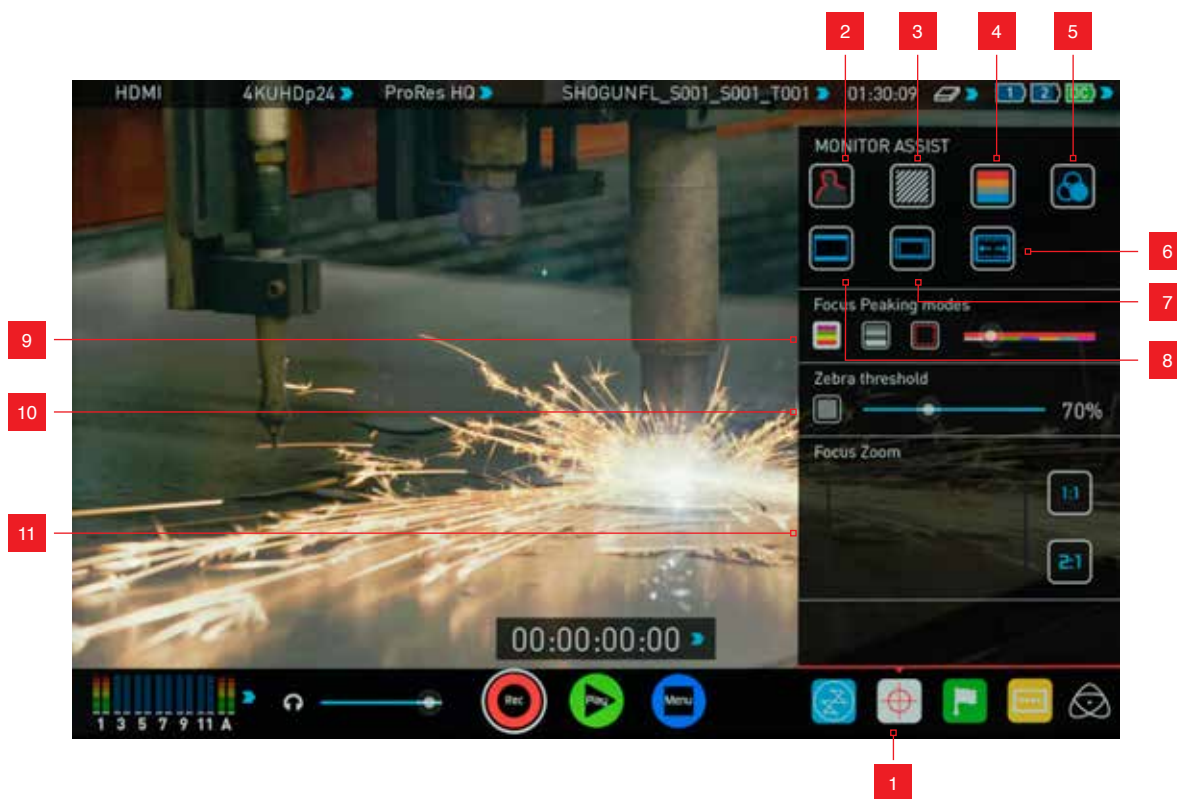 2 3 4 5
HDMI 4KUHDp24 ProRes HQ SHOGUNFL_S001_S001_T001 01:30:09 1 2 DC
MONITOR ASSIST
6
7
Focus Peaking modes
9
8
Zebra threshold
10
70%
Focus Zoom
1:1
11
2:1
00:00:00:00
Rec Play Menu
1 3 5 7 9 11 A
1